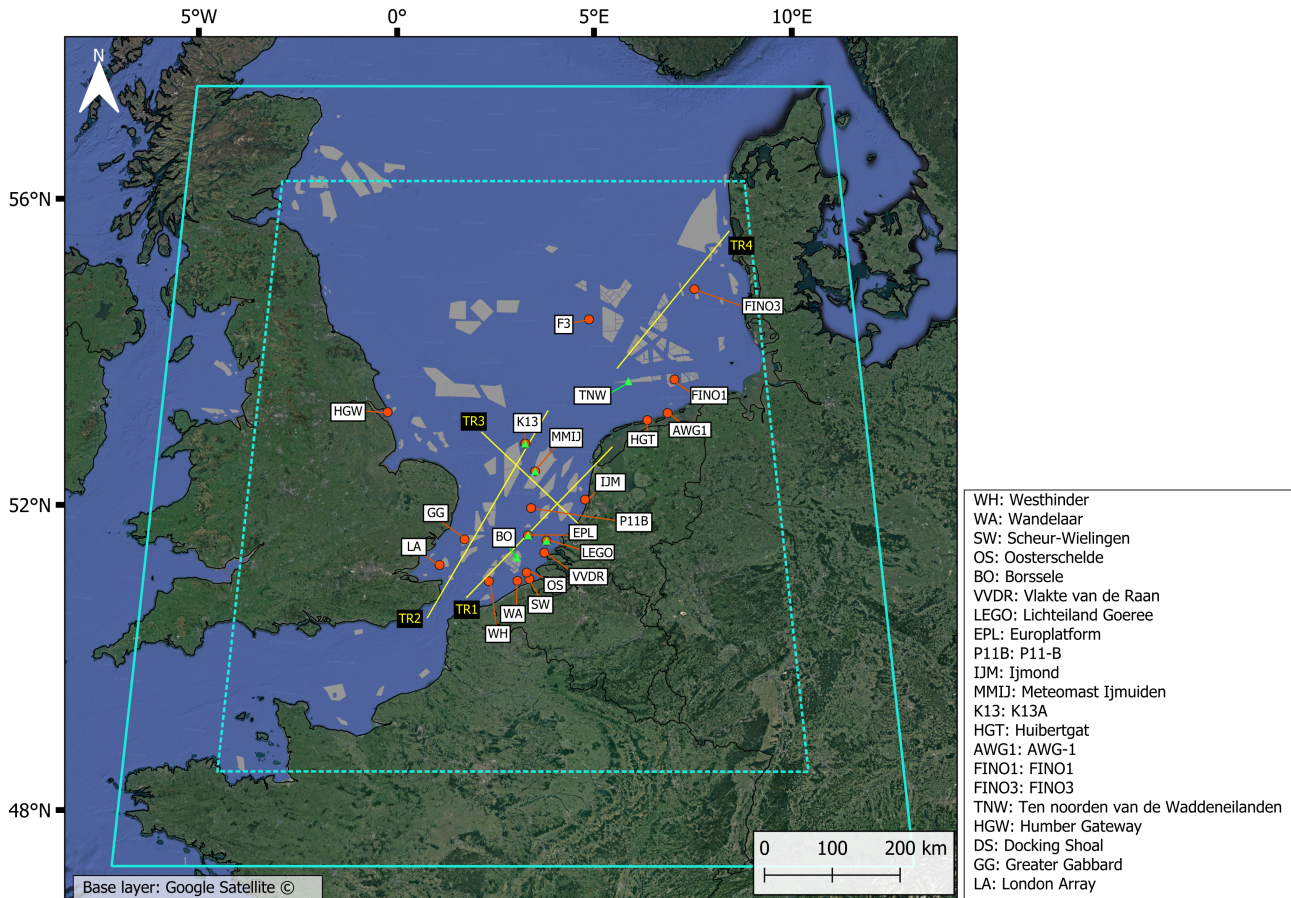 5°W 0° 5°E 10°E
N
56°N
TR4
FINO3
F3
TNW
FINO1
HGW
TR3
K13
MMIJ
HGT
AWG1
IJM
52°N
GG
P11B
BO
EPL
LA
LEGO
VVDR
OS
SW
WA
TR1
TR2
WH
48°N
0 100 200 km
Base layer: Google Satellite ©
WH: Westhinder
WA: Wandelaar
SW: Scheur-Wielingen
OS: Oosterschelde
BO: Borssele
VVDR: Vlakte van de Raan
LEGO: Lichteiland Goeree
EPL: Europlatform
P11B: P11-B
IJM: Ijmond
MMIJ: Meteomast Ijmuiden
K13: K13A
HGT: Huibertgat
AWG1: AWG-1
FINO1: FINO1
FINO3: FINO3
TNW: Ten noorden van de Waddeneilanden
HGW: Humber Gateway
DS: Docking Shoal
GG: Greater Gabbard
LA: London Array